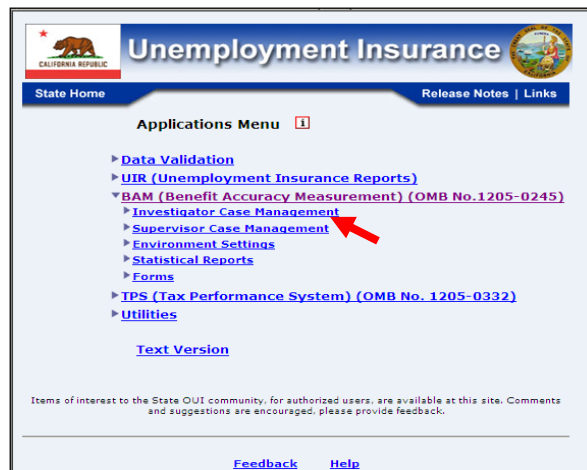 CALIFORNIA REPUBLIC
Unemployment Insurance
State Home
Release Notes | Links
Applications Menu i
Data Validation
UIR (Unemployment Insurance Reports)
BAM (Benefit Accuracy Measurement) (OMB No.1205-0245)
Investigator Case Management
Supervisor Case Management
Environment Settings
Statistical Reports
Forms
TPS (Tax Performance System) (OMB No. 1205-0332)
Utilities
Text Version
Items of interest to the State OUI community, for authorized users, are available at this site. Comments
and suggestions are encouraged, please provide feedback.
Feedback Help